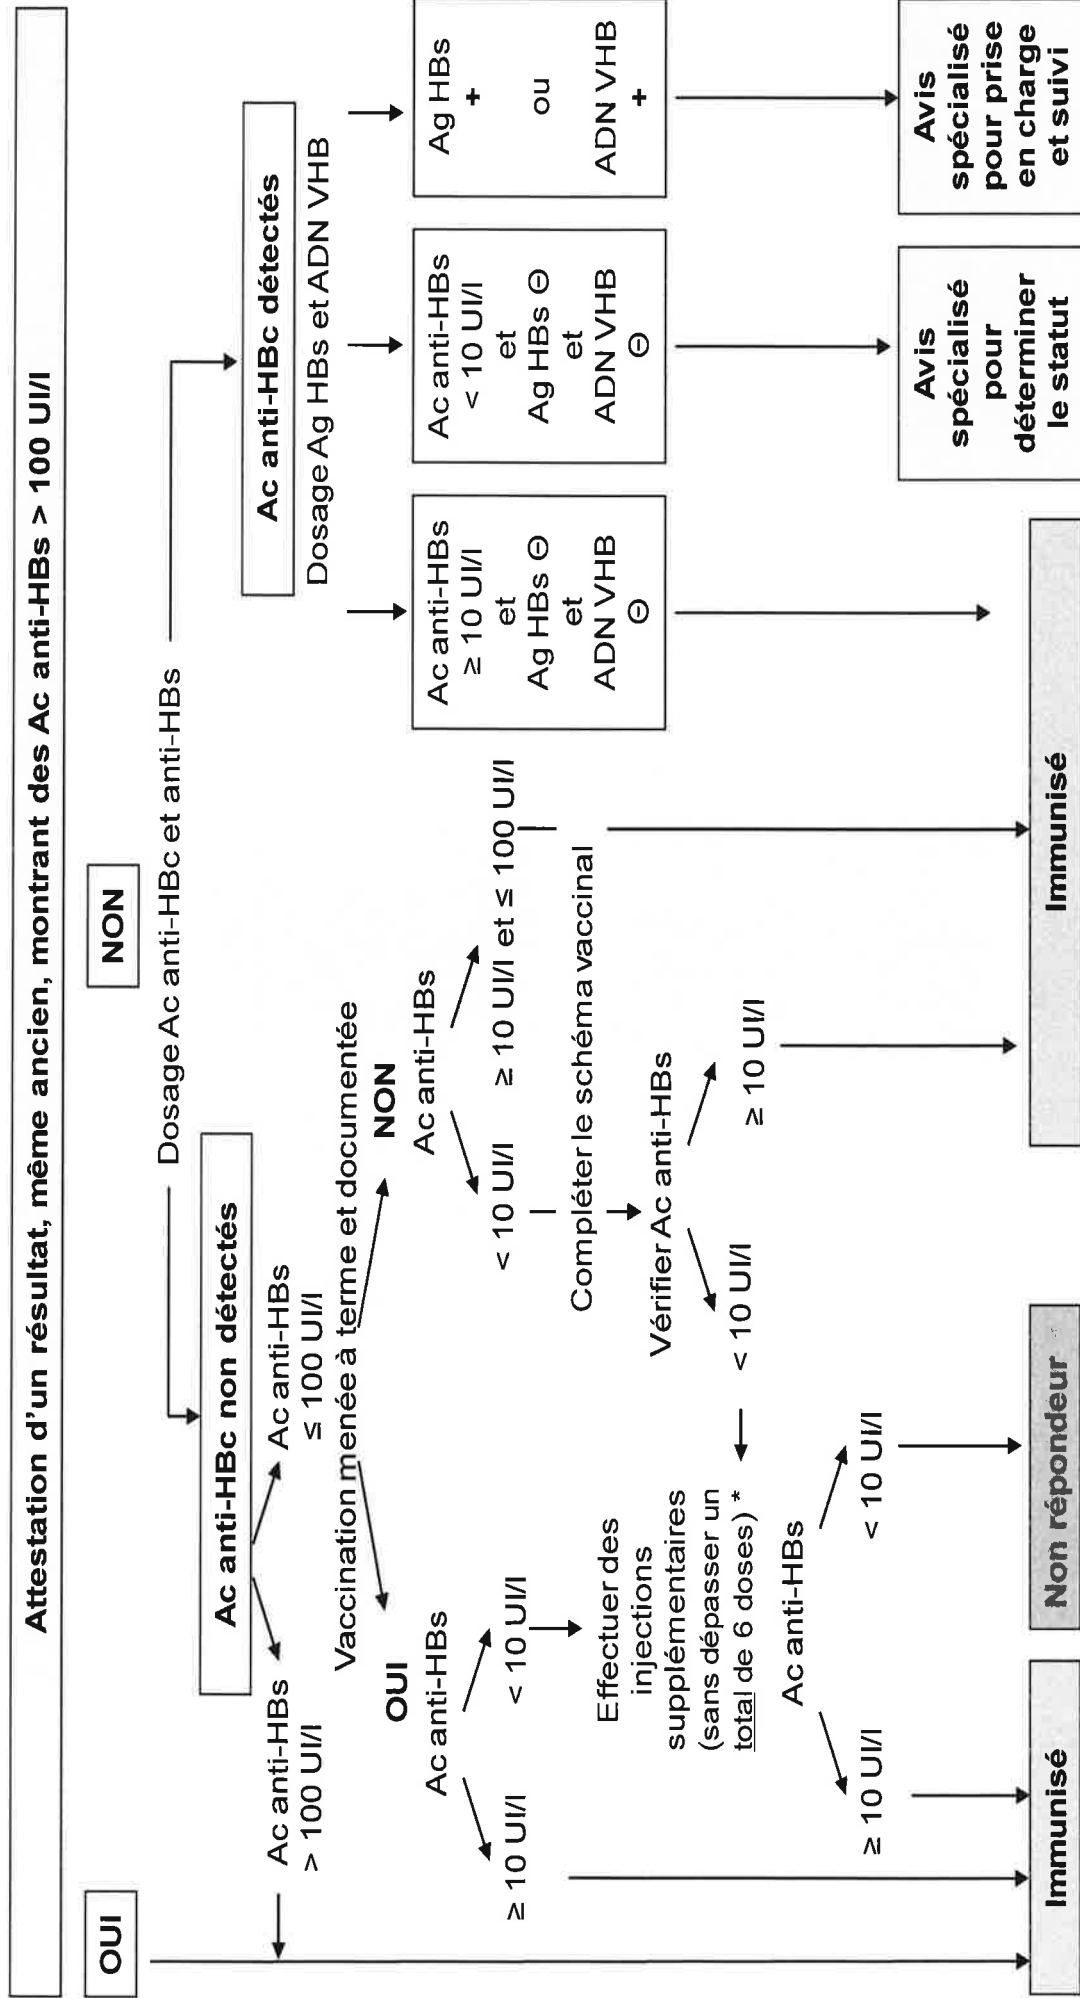 Attestation d'un résultat, même ancien, montrant des Ac anti-HBs > 100 UI/l
OUI
NON
Dosage Ac anti-HBc et anti-HBs
Ac anti-HBc non détectés
Ac anti-HBc détectés
Dosage Ag HBs et ADN VHB
Ac anti-HBs
> 100 UI/l
Ac anti-HBs
≤ 100 UI/l
Vaccination menée à terme et documentée
OUI
Ac anti-HBs
NON
Ac anti-HBs
≥ 10 UI/l
< 10 UI/l
< 10 UI/l
≥ 10 UI/l et ≤ 100 UI/l
Compléter le schéma vaccinal
Vérifier Ac anti-HBs
< 10 UI/l
≥ 10 UI/l
Effectuer des
injections
supplémentaires
(sans dépasser un
total de 6 doses) *
Ac anti-HBs
≥ 10 UI/l
< 10 UI/l
Ac anti-HBs
≥ 10 UI/l
et
Ag HBs ⊖
et
ADN VHB
⊖
Ac anti-HBs
< 10 UI/l
et
Ag HBs ⊖
et
ADN VHB
⊖
Ag HBs
+
ou
ADN VHB
+
Immunisé
Non répondeur
Immunisé
Avis
spécialisé
pour
déterminer
le statut
Avis
spécialisé
pour prise
en charge
et suivi